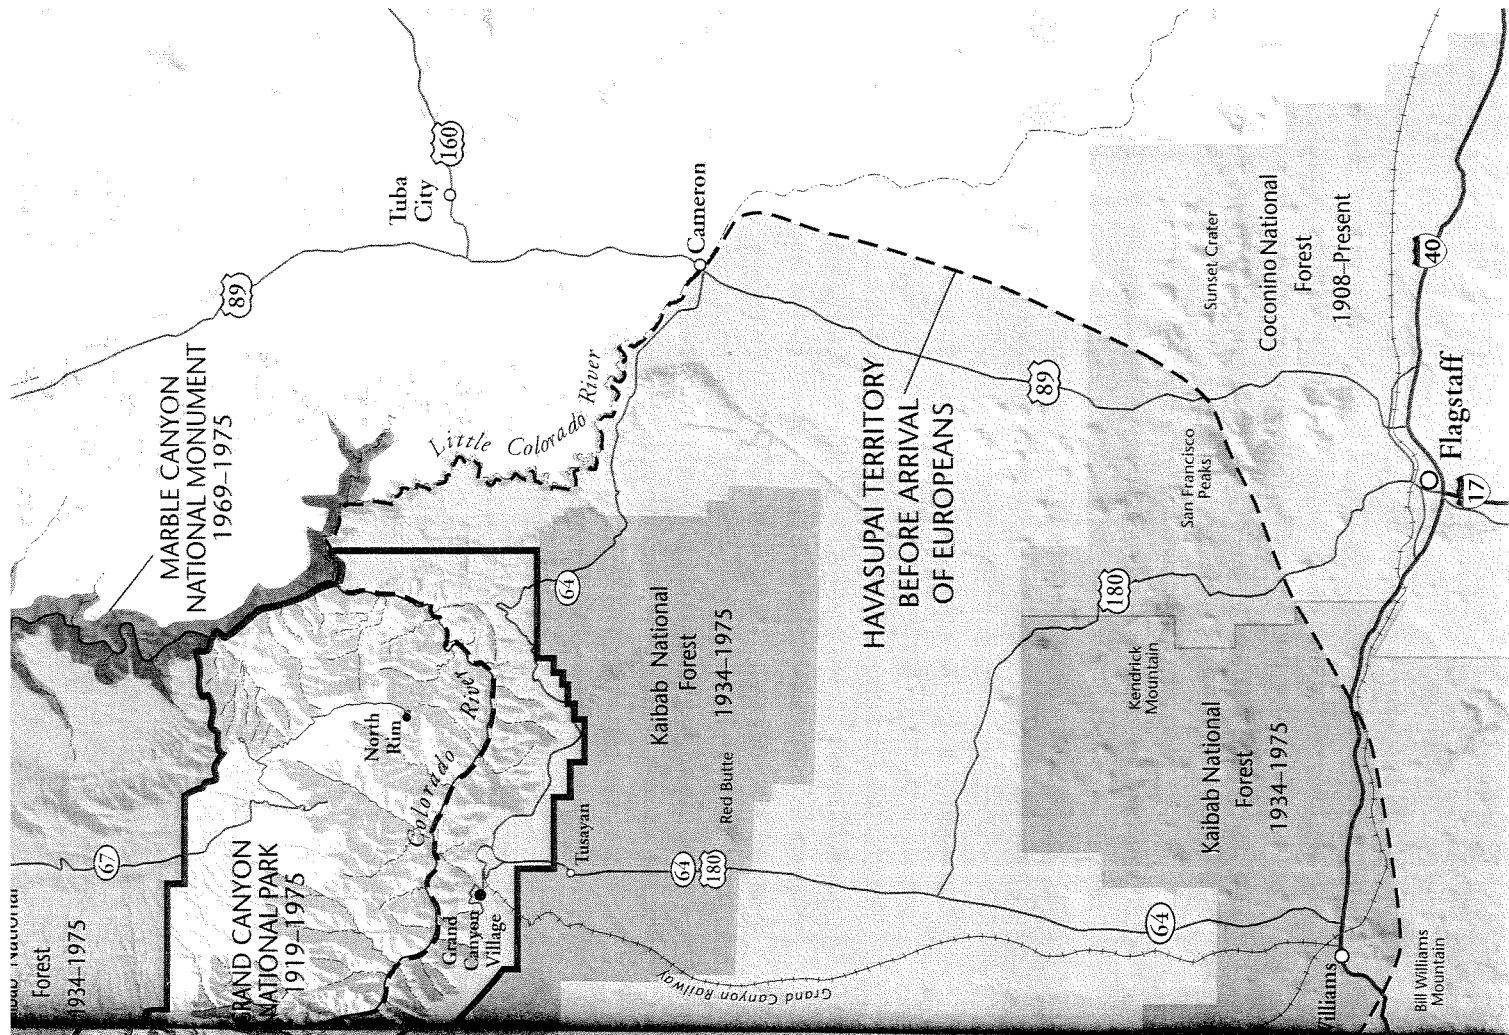 160
Tuba
City
89
Cameron
MARBLE CANYON
NATIONAL MONUMENT
1969–1975
Little Colorado River
Sunset Crater
Coconino National
Forest
1908–Present
40
89
HAVASUPAI TERRITORY
BEFORE ARRIVAL
OF EUROPEANS
San Francisco
Peaks
Flagstaff
17
64
180
Kaibab National
Forest
1934–1975
Kendrick
Mountain
North
Rim
Colorado River
Red Butte
Kaibab National
Forest
1934–1975
67
Tusayan
64
180
GRAND CANYON
NATIONAL PARK
1919–1975
Grand
Canyon
Village
64
National
Forest
1934–1975
Grand Canyon Railway
Williams
Bill Williams
Mountain